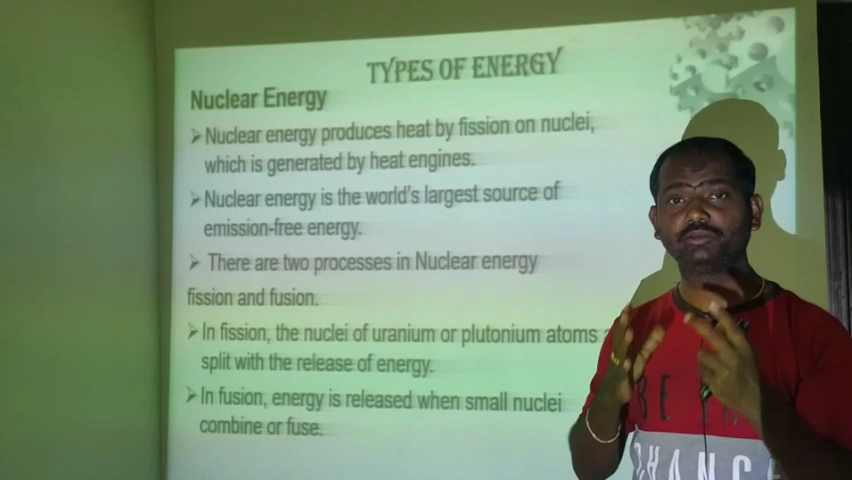 TYPES OF ENERGY
Nuclear Energy
➢ Nuclear energy produces heat by fission on nuclei,
which is generated by heat engines.
➢ Nuclear energy is the world's largest source of
emission-free energy.
➢ There are two processes in Nuclear energy
fission and fusion.
➢ In fission, the nuclei of uranium or plutonium atoms
split with the release of energy.
➢ In fusion, energy is released when small nuclei
combine or fuse.
BE